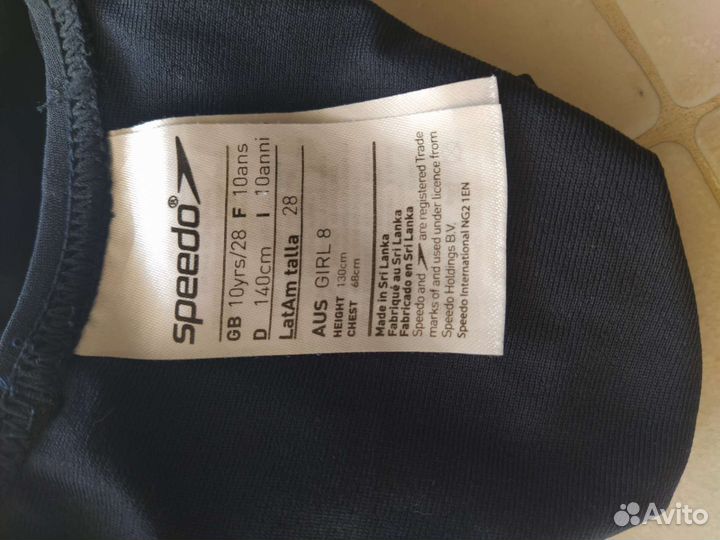 speedo®
GB 10yrs/28 F 10ans
D 140cm I 10anni
LatAm talla 28
AUS GIRL 8
HEIGHT 130cm
CHEST 68cm
Made in Sri Lanka
Fabriqué au Sri Lanka
Fabricado en Sri Lanka
Speedo and are registered Trade
marks of and used under licence from
Speedo Holdings B.V.
Speedo International NG2 1EN
Avito